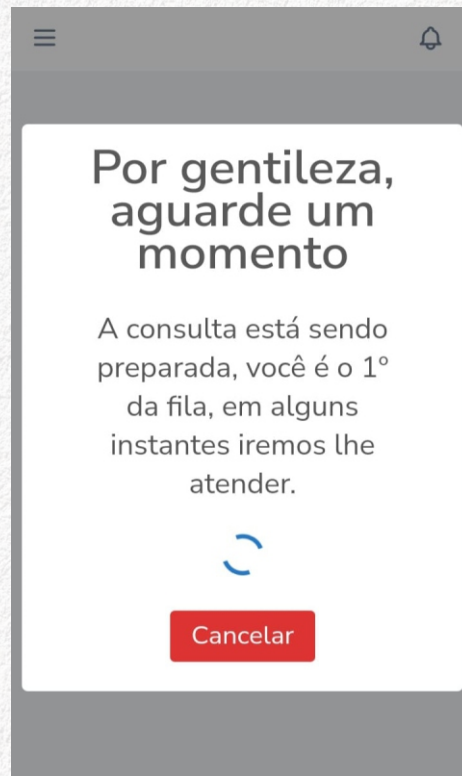 Por gentileza,
aguarde um
momento
A consulta está sendo
preparada, você é o 1º
da fila, em alguns
instantes iremos lhe
atender.
Cancelar